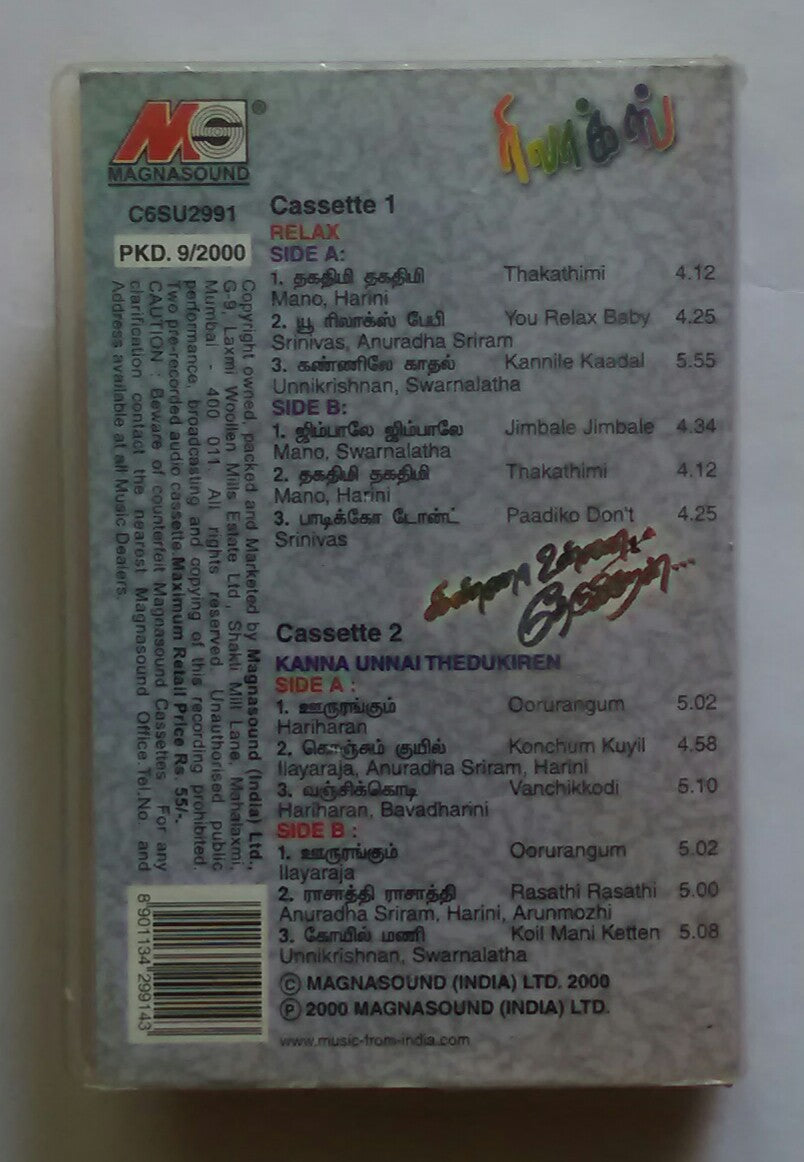 MS ®
MAGNASOUND
C6SU2991
PKD. 9/2000
ரிலாக்ஸ்
Cassette 1
RELAX
SIDE A:
1. தகதிமி தகதிமி Thakathimi 4.12
Mano, Harini
2. யூ ரிலாக்ஸ் பேபி You Relax Baby 4.25
Srinivas, Anuradha Sriram
3. கண்ணிலே காதல் Kannile Kaadal 5.55
Unnikrishnan, Swarnalatha
SIDE B:
1. ஜிம்பாலே ஜிம்பாலே Jimbale Jimbale 4.34
Mano, Swarnalatha
2. தகதிமி தகதிமி Thakathimi 4.12
Mano, Harini
3. பாடிக்கோ டோண்ட் Paadiko Don't 4.25
Srinivas
கண்ணா உன்னை
தேடுகிறேன்...
Cassette 2
KANNA UNNAI THEDUKIREN
SIDE A :
1. ஊருறங்கும் Oorurangum 5.02
Hariharan
2. கொஞ்சும் குயில் Konchum Kuyil 4.58
Ilayaraja, Anuradha Sriram, Harini
3. வஞ்சிக்கொடி Vanchikkodi 5.10
Hariharan, Bavadharini
SIDE B :
1. ஊருறங்கும் Oorurangum 5.02
Ilayaraja
2. ராசாத்தி ராசாத்தி Rasathi Rasathi 5.00
Anuradha Sriram, Harini, Arunmozhi
3. கோயில் மணி Koil Mani Ketten 5.08
Unnikrishnan, Swarnalatha
© MAGNASOUND (INDIA) LTD. 2000
℗ 2000 MAGNASOUND (INDIA) LTD.
www.music-from-india.com
Copyright owned, packed and Marketed by Magnasound (India) Ltd.,
G-9, Laxmi Woollen Mills Estate Ltd., Shakti Mill Lane, Mahalaxmi,
Mumbai - 400 011. All rights reserved. Unauthorised public
performance, broadcasting and copying of this recording prohibited.
Two pre-recorded audio cassette Maximum Retail Price Rs. 55/-.
CAUTION : Beware of counterfeit Magnasound Cassettes. For any
clarification contact the nearest Magnasound Office Tel.No. and
Address available at all Music Dealers.
8 901134 299143